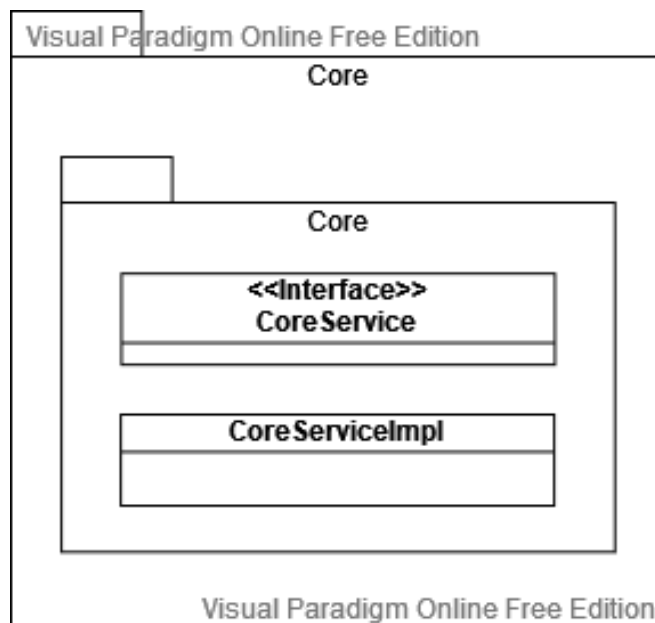 Visual Paradigm Online Free Edition
Core
Core
<<Interface>>
CoreService
CoreServiceImpl
Visual Paradigm Online Free Edition